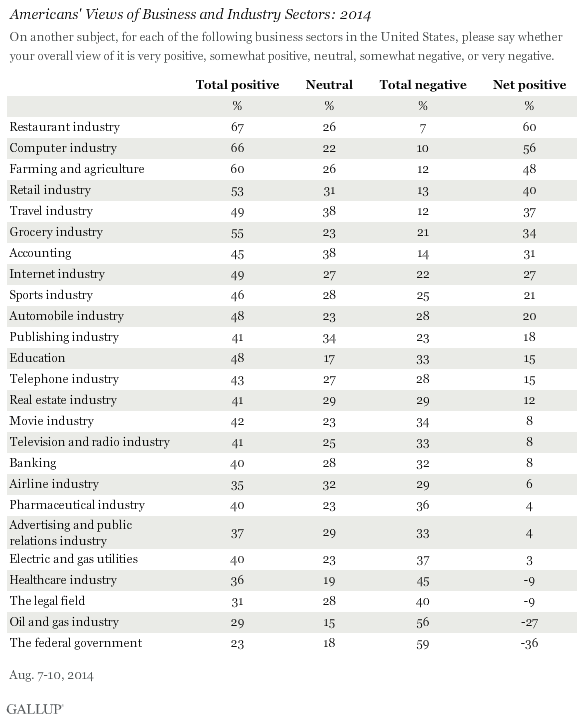 Americans' Views of Business and Industry Sectors: 2014
On another subject, for each of the following business sectors in the United States, please say whether
your overall view of it is very positive, somewhat positive, neutral, somewhat negative, or very negative.
Total positive Neutral Total negative Net positive
% % % %
Restaurant industry 67 26 7 60
Computer industry 66 22 10 56
Farming and agriculture 60 26 12 48
Retail industry 53 31 13 40
Travel industry 49 38 12 37
Grocery industry 55 23 21 34
Accounting 45 38 14 31
Internet industry 49 27 22 27
Sports industry 46 28 25 21
Automobile industry 48 23 28 20
Publishing industry 41 34 23 18
Education 48 17 33 15
Telephone industry 43 27 28 15
Real estate industry 41 29 29 12
Movie industry 42 23 34 8
Television and radio industry 41 25 33 8
Banking 40 28 32 8
Airline industry 35 32 29 6
Pharmaceutical industry 40 23 36 4
Advertising and public
relations industry 37 29 33 4
Electric and gas utilities 40 23 37 3
Healthcare industry 36 19 45 -9
The legal field 31 28 40 -9
Oil and gas industry 29 15 56 -27
The federal government 23 18 59 -36
Aug. 7-10, 2014
GALLUP